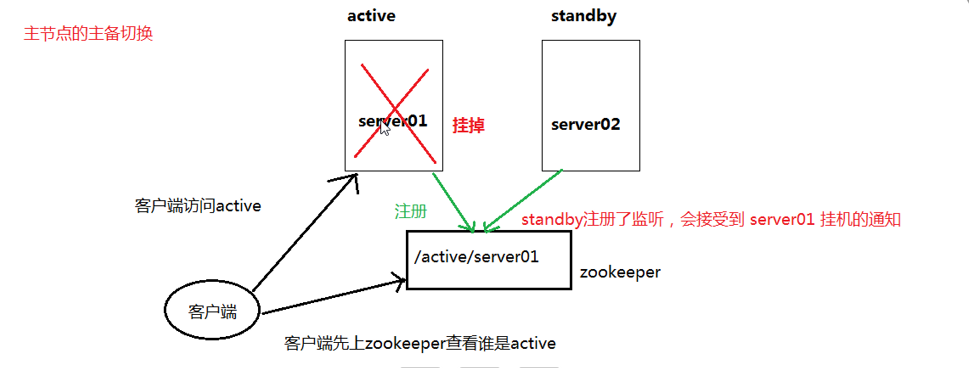 active
standby
主节点的主备切换
server01
挂掉
server02
客户端访问active
注册
standby注册了监听，会接受到 server01 挂机的通知
/active/server01
zookeeper
客户端
客户端先上zookeeper查看谁是active